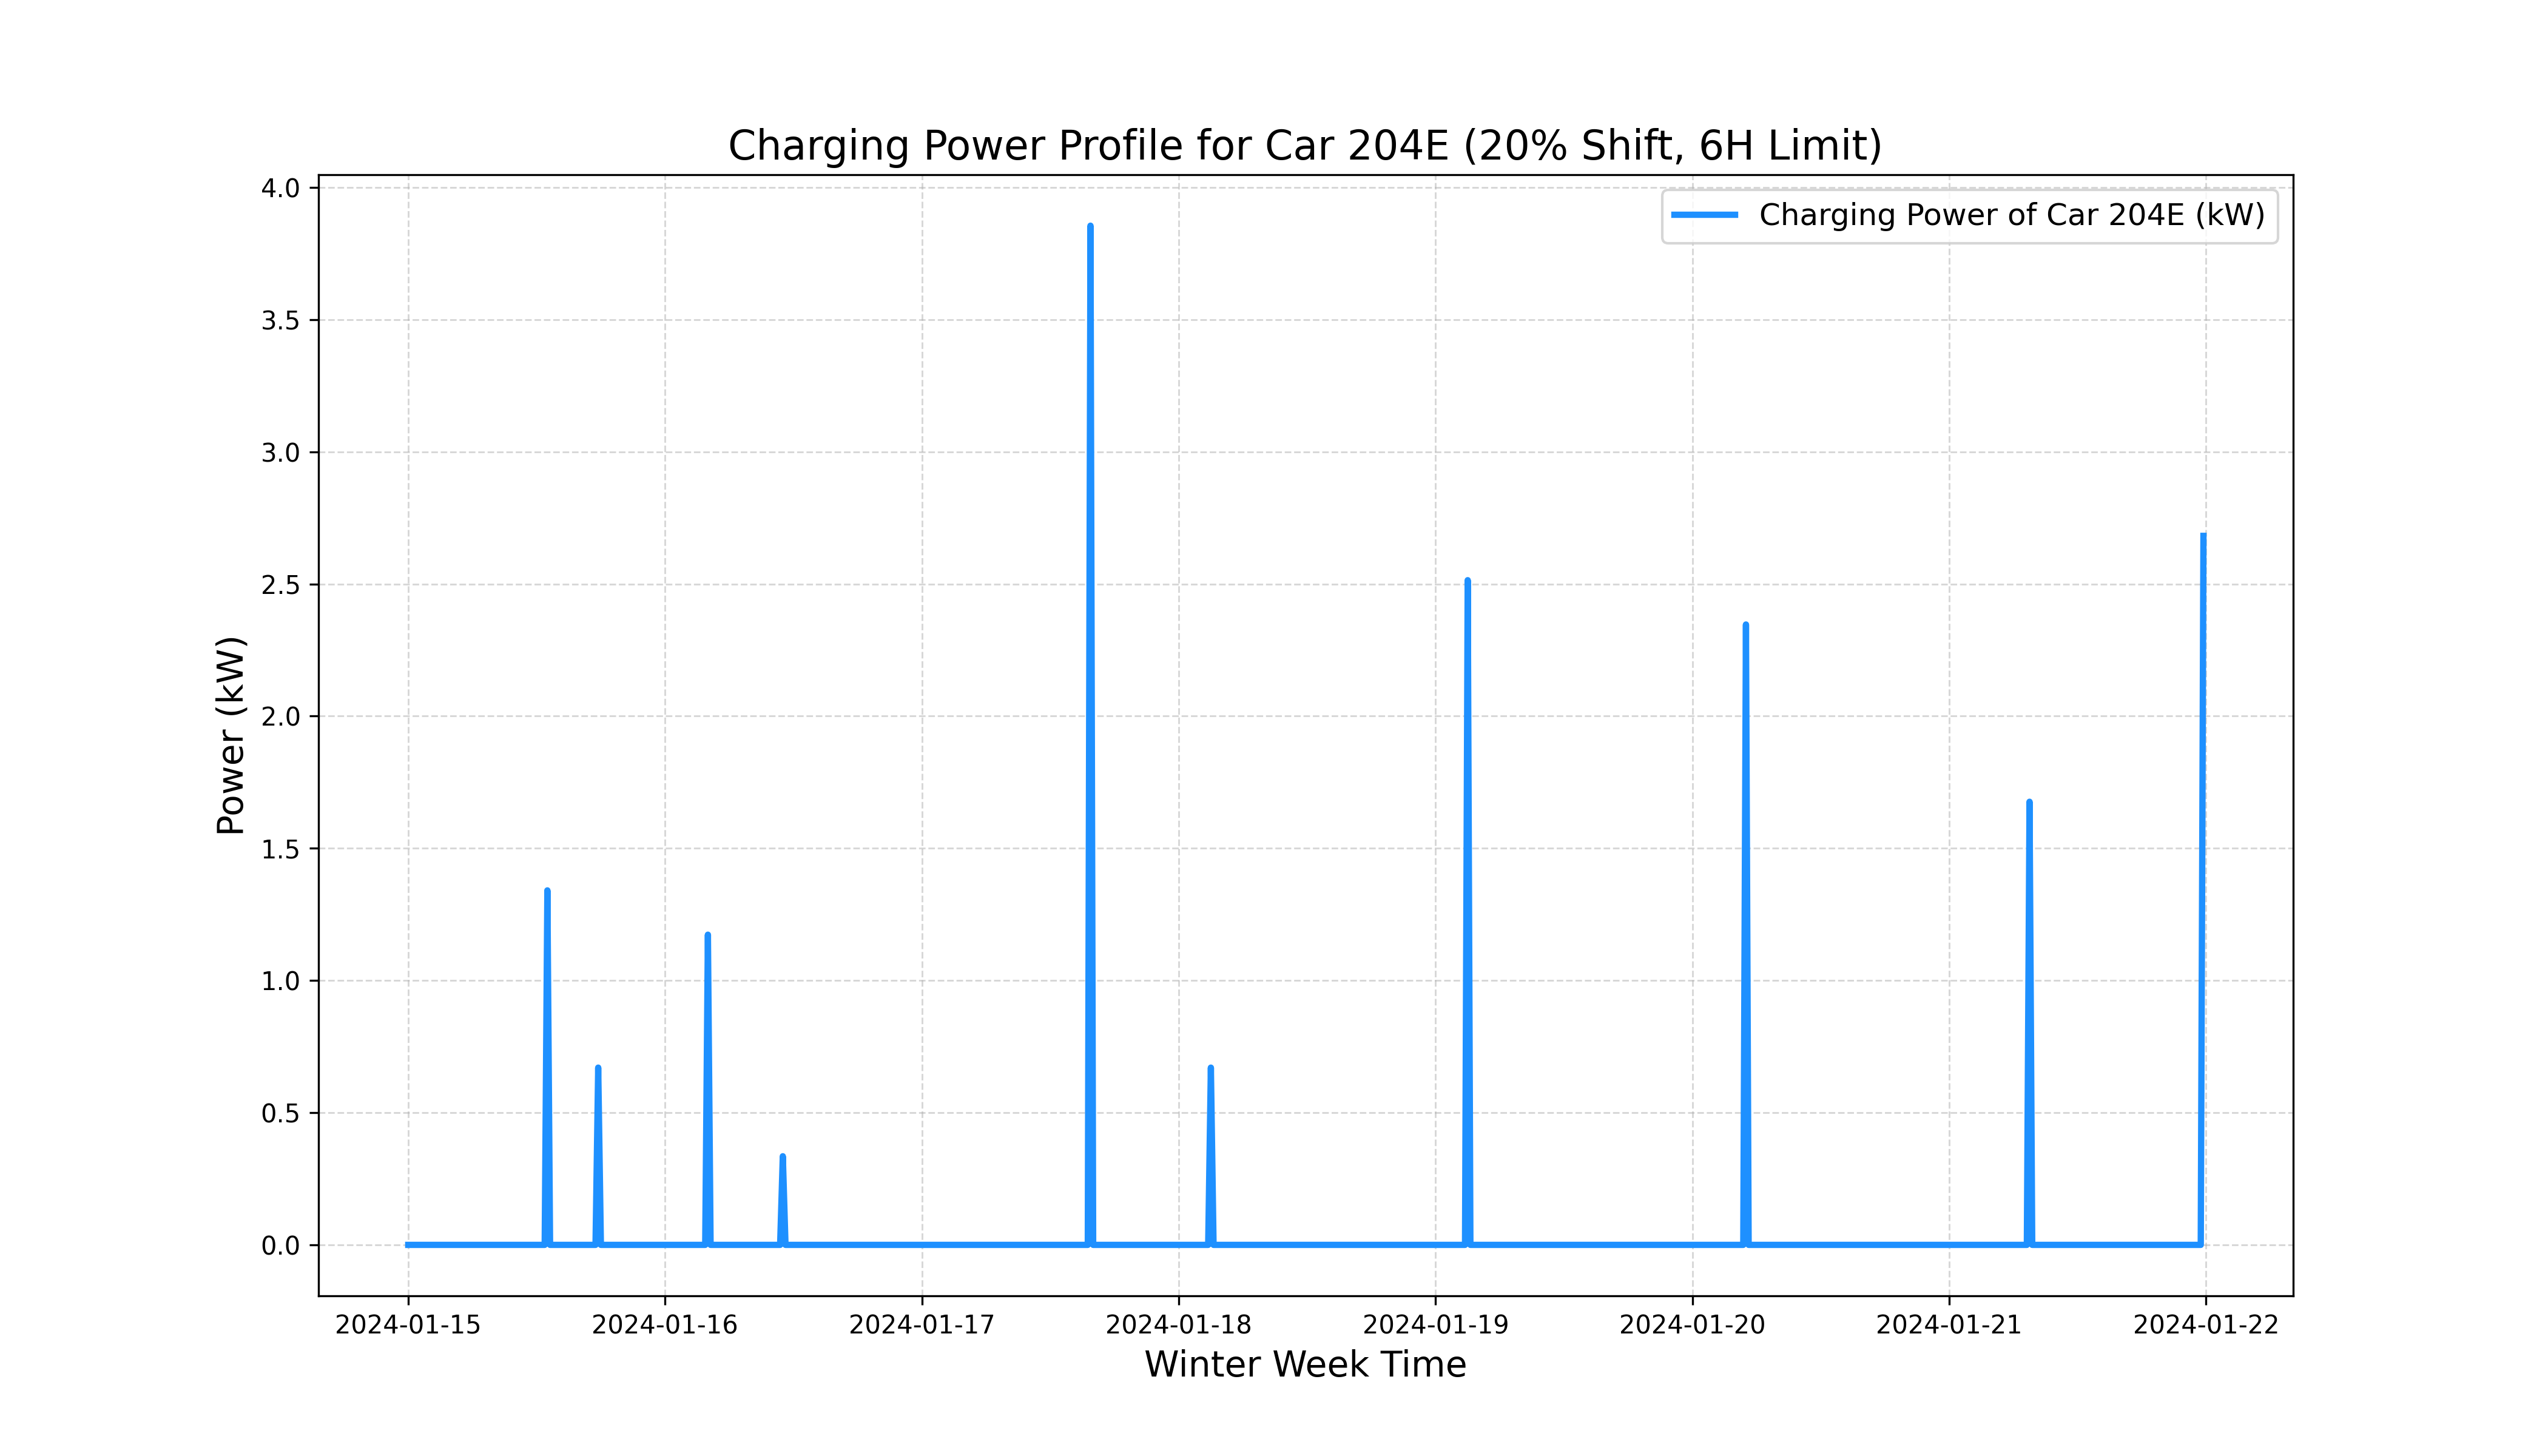 Charging Power Profile for Car 204E (20% Shift, 6H Limit)
Charging Power of Car 204E (kW)
4.0
3.5
3.0
2.5
2.0
1.5
1.0
0.5
0.0
Power (kW)
2024-01-15 2024-01-16 2024-01-17 2024-01-18 2024-01-19 2024-01-20 2024-01-21 2024-01-22
Winter Week Time